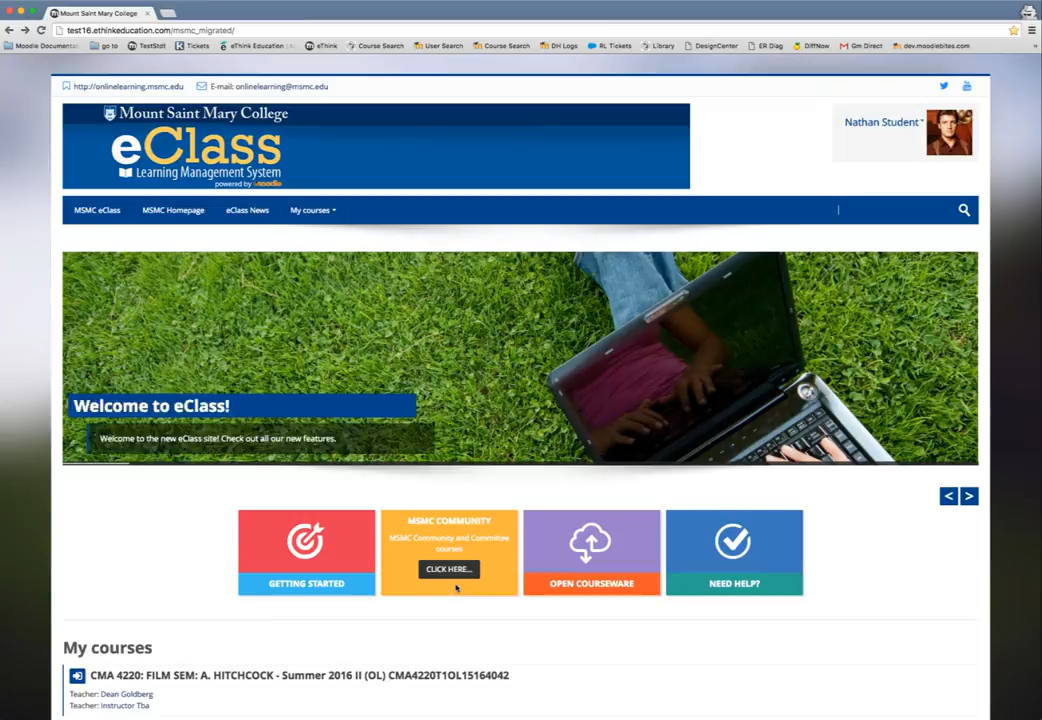 Mount Saint Mary College
test16.ethinkeducation.com/msmc_migrated/
Moodle Documenta
go to
TestStdt
Tickets
eThink Education
eThink
Course Search
User Search
Course Search
DH Logs
RL Tickets
Library
DesignCenter
ER Diag
DiffNow
Gm Direct
dev.moodlebites.com
http://onlinelearning.msmc.edu
E-mail: onlinelearning@msmc.edu
Mount Saint Mary College
eClass
Learning Management System
powered by moodle
Nathan Student
MSMC eClass
MSMC Homepage
eClass News
My courses
Welcome to eClass!
Welcome to the new eClass site! Check out all our new features.
< >
GETTING STARTED
MSMC COMMUNITY
MSMC Community and Committee
courses
CLICK HERE...
OPEN COURSEWARE
NEED HELP?
My courses
CMA 4220: FILM SEM: A. HITCHCOCK - Summer 2016 II (OL) CMA4220T1OL15164042
Teacher: Dean Goldberg
Teacher: Instructor Tba